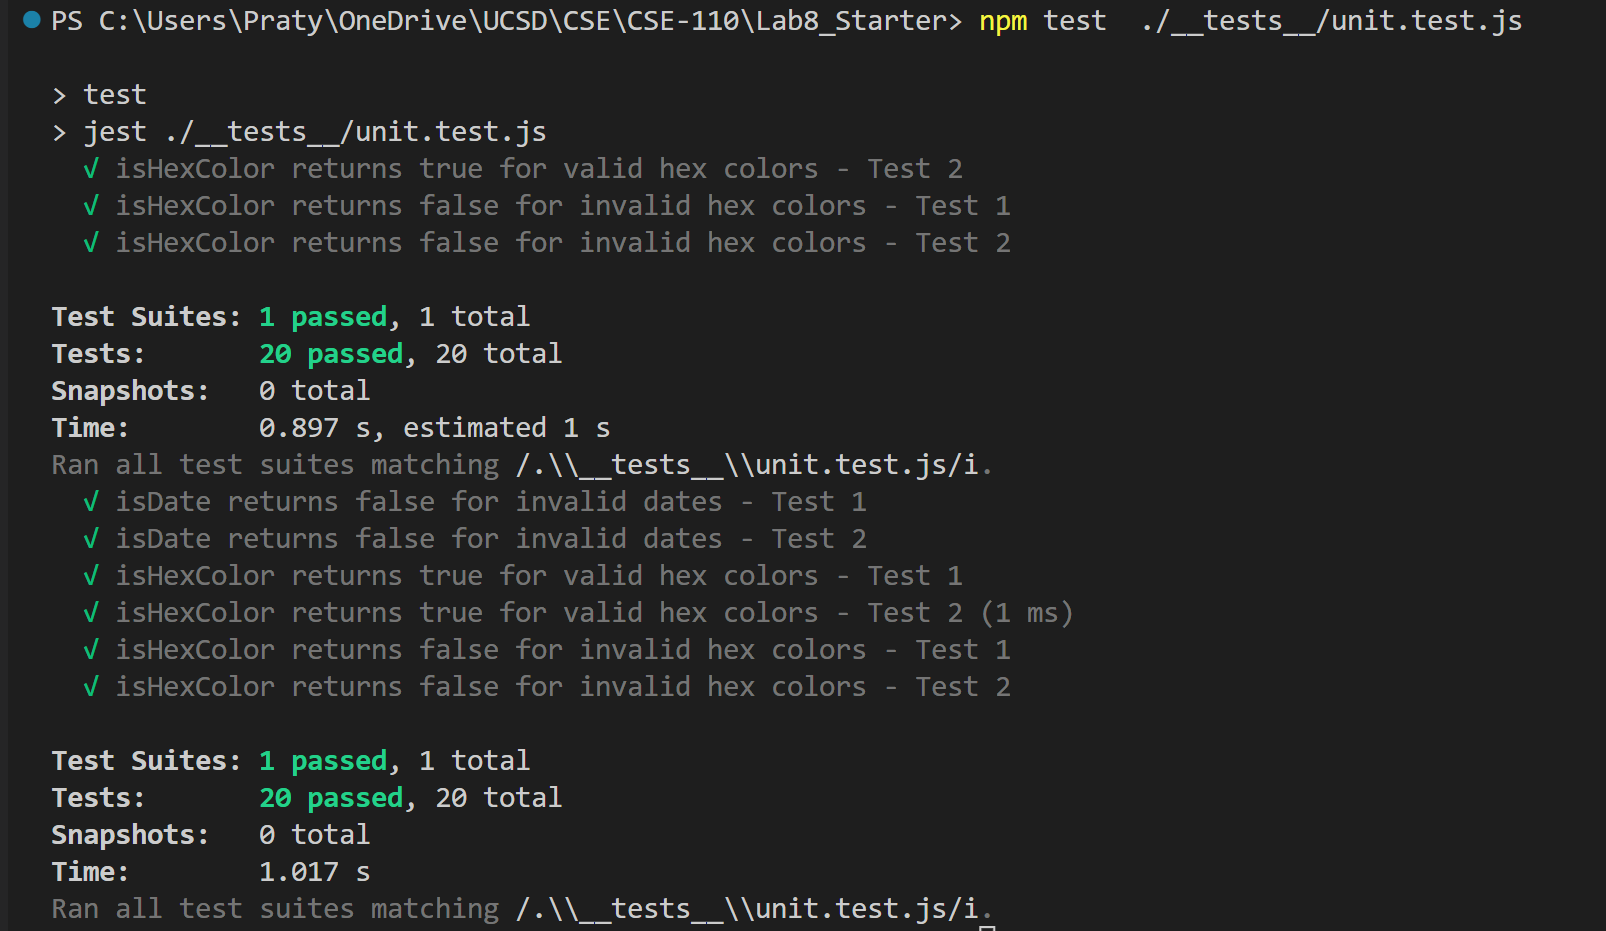 PS C:\Users\Praty\OneDrive\UCSD\CSE\CSE-110\Lab8_Starter> npm test  ./__tests__/unit.test.js
> test
> jest ./__tests__/unit.test.js
√ isHexColor returns true for valid hex colors - Test 2
√ isHexColor returns false for invalid hex colors - Test 1
√ isHexColor returns false for invalid hex colors - Test 2
Test Suites: 1 passed, 1 total
Tests:       20 passed, 20 total
Snapshots:   0 total
Time:        0.897 s, estimated 1 s
Ran all test suites matching /.\\__tests__\\unit.test.js/i.
√ isDate returns false for invalid dates - Test 1
√ isDate returns false for invalid dates - Test 2
√ isHexColor returns true for valid hex colors - Test 1
√ isHexColor returns true for valid hex colors - Test 2 (1 ms)
√ isHexColor returns false for invalid hex colors - Test 1
√ isHexColor returns false for invalid hex colors - Test 2
Test Suites: 1 passed, 1 total
Tests:       20 passed, 20 total
Snapshots:   0 total
Time:        1.017 s
Ran all test suites matching /.\\__tests__\\unit.test.js/i.